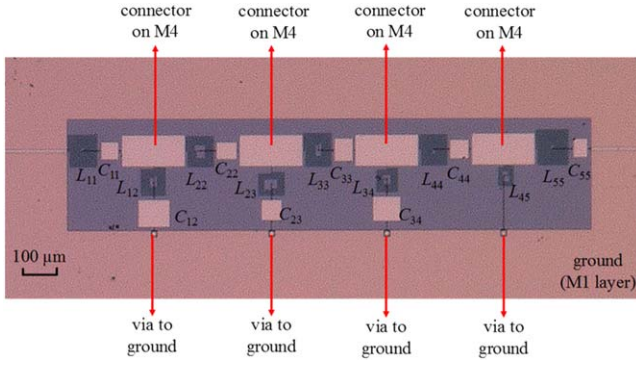 connector
on M4
connector
on M4
connector
on M4
connector
on M4
L11
C11
L12
C12
L22
C22
L23
C23
L33
C33
L34
C34
L44
C44
L45
L55
C55
100 μm
ground
(M1 layer)
via to
ground
via to
ground
via to
ground
via to
ground